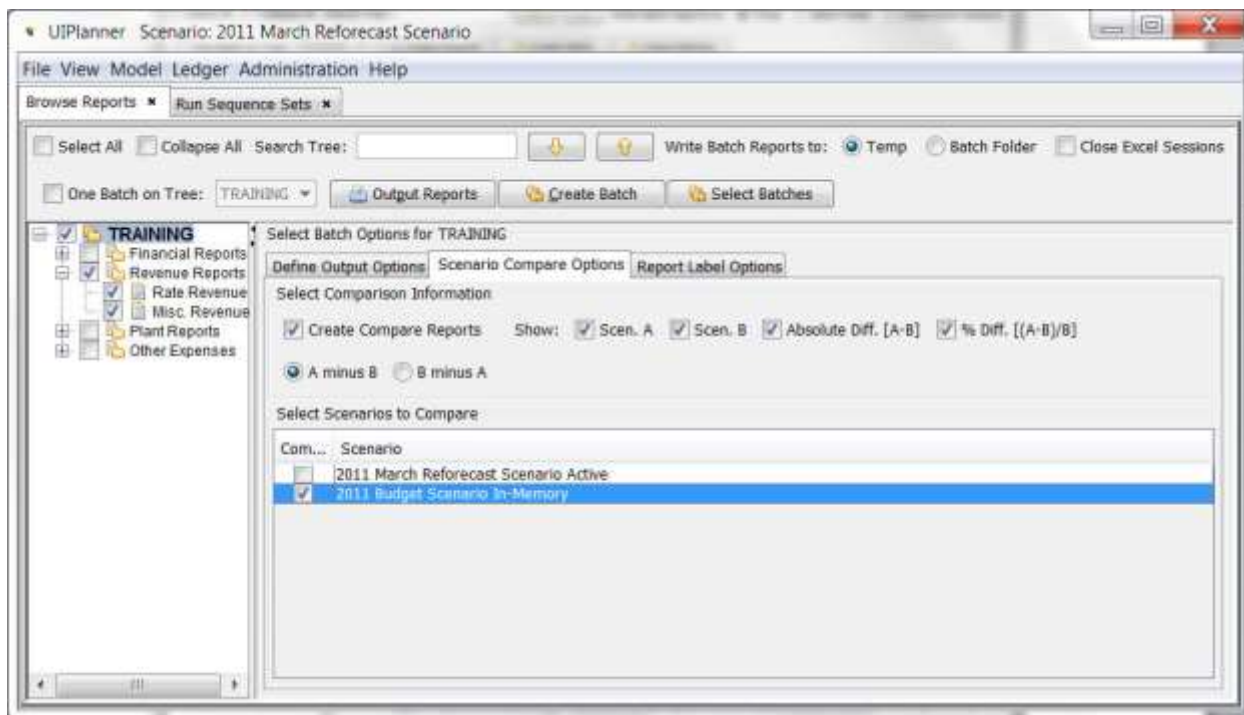 UIPlanner Scenario: 2011 March Reforecast Scenario
File View Model Ledger Administration Help
Browse Reports Run Sequence Sets
Select All Collapse All Search Tree: Write Batch Reports to: Temp Batch Folder Close Excel Sessions
One Batch on Tree: TRAINING Output Reports Create Batch Select Batches
TRAINING
Financial Reports
Revenue Reports
Rate Revenue
Misc. Revenue
Plant Reports
Other Expenses
Select Batch Options for TRAINING
Define Output Options Scenario Compare Options Report Label Options
Select Comparison Information
Create Compare Reports Show: Scen. A Scen. B Absolute Diff. [A-B] % Diff. [(A-B)/B]
A minus B B minus A
Select Scenarios to Compare
Com... Scenario
2011 March Reforecast Scenario Active
2011 Budget Scenario In-Memory